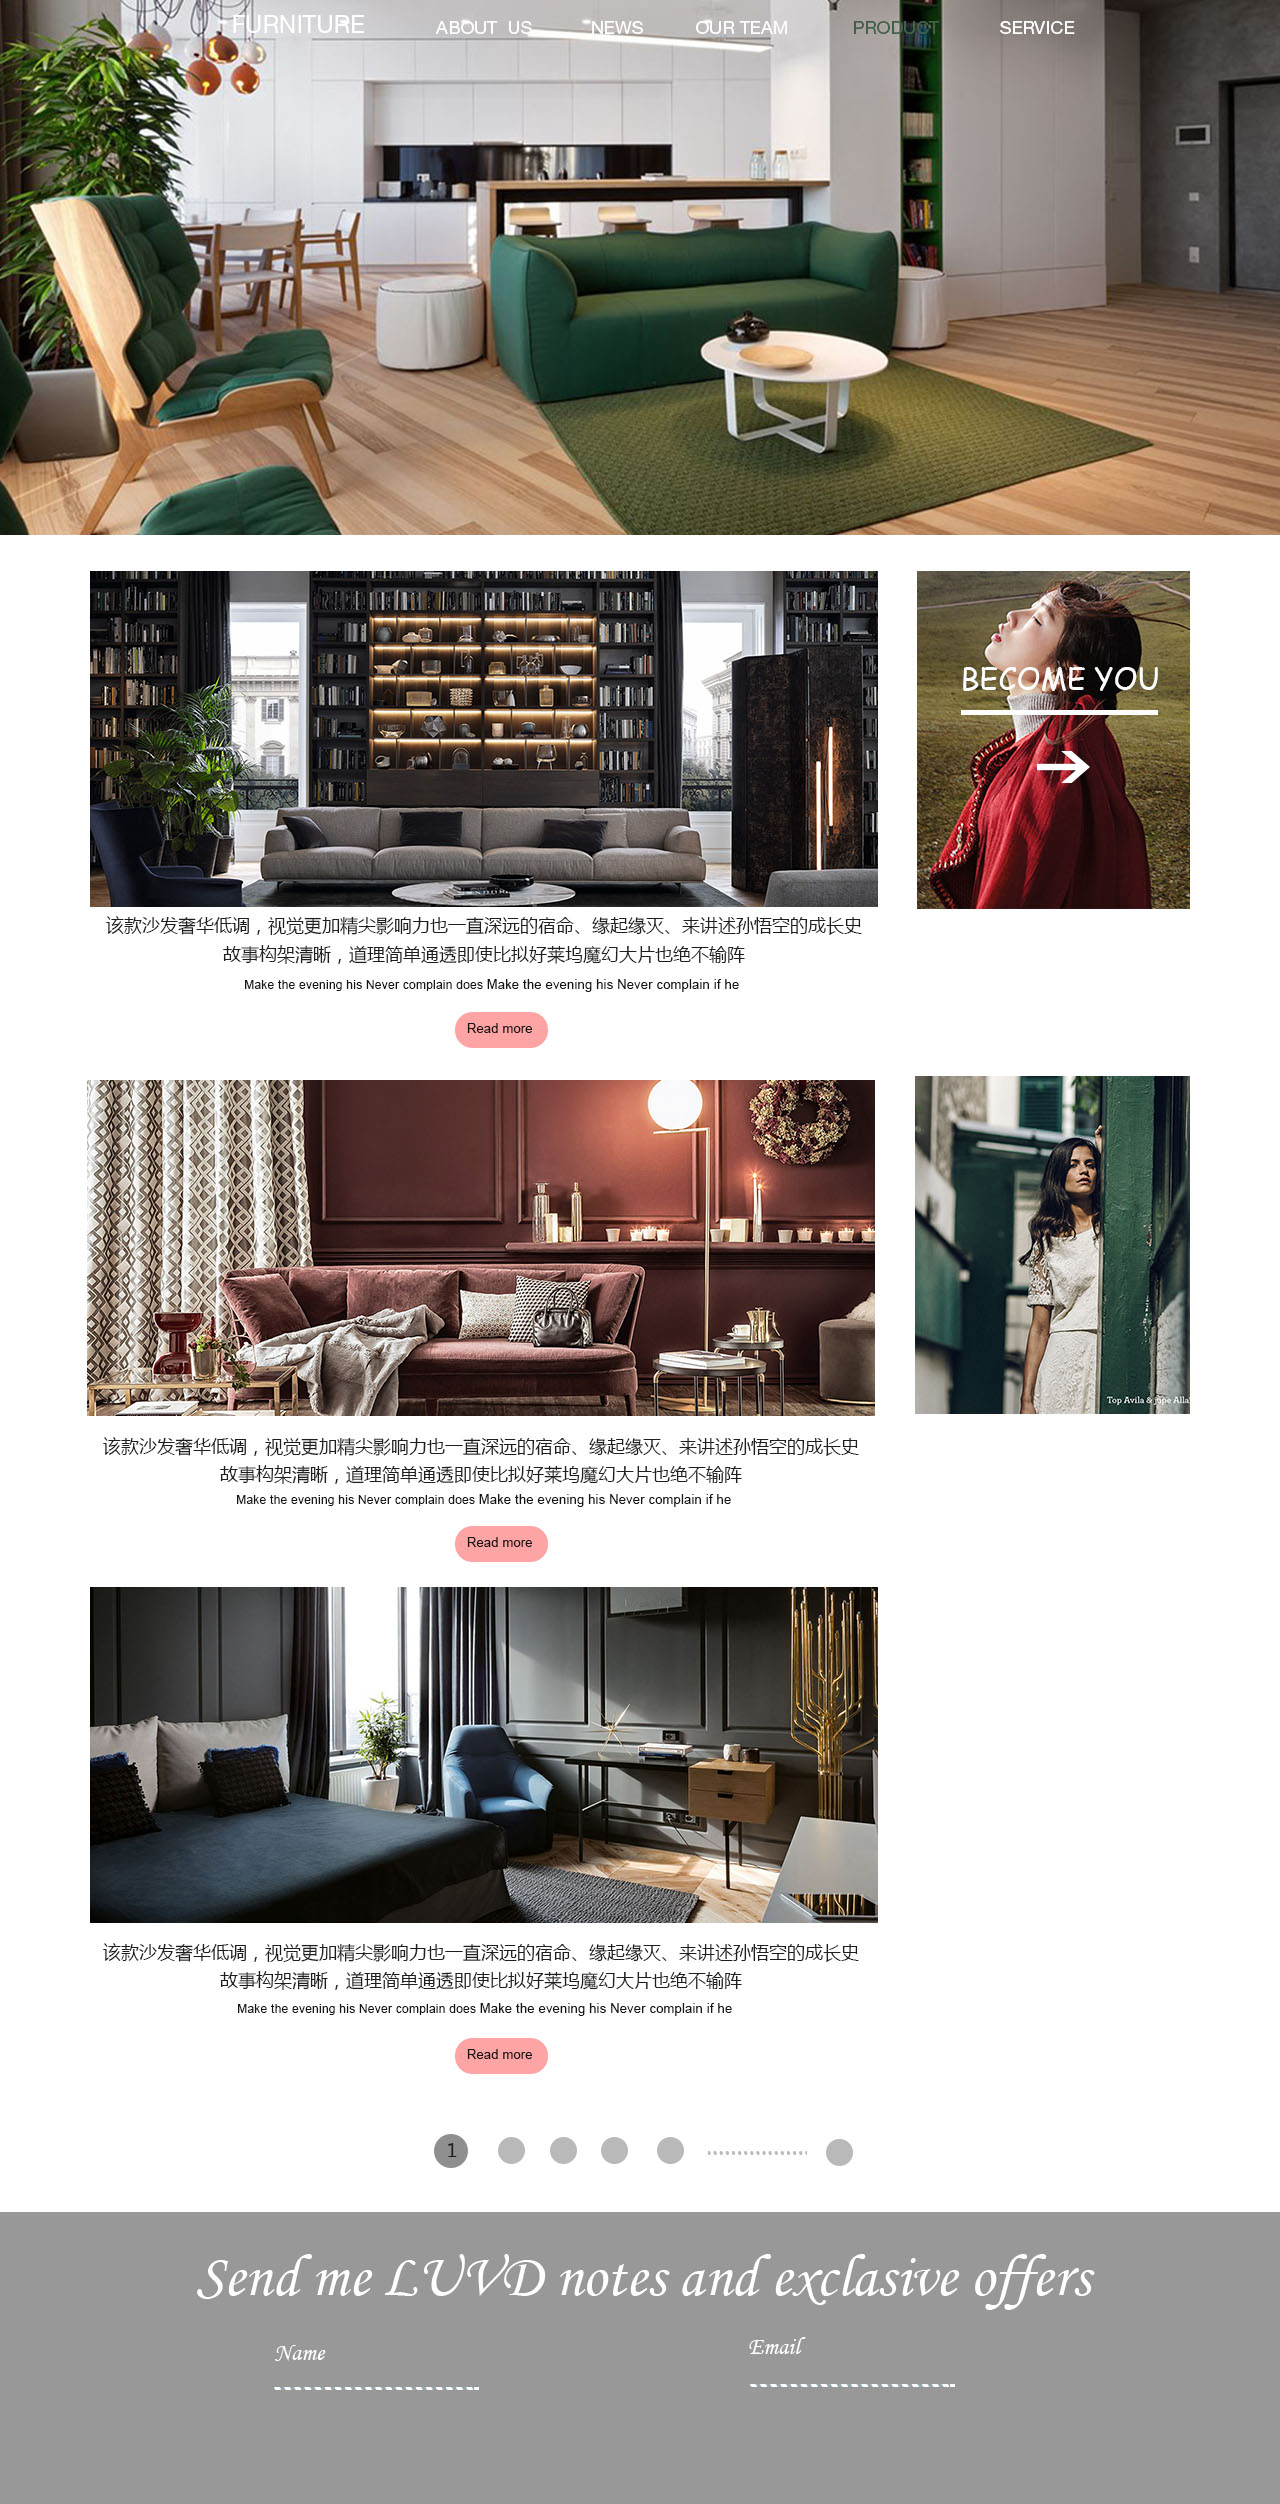 FURNITURE ABOUT US NEWS OUR TEAM PRODUCT SERVICE
BECOME YOU
该款沙发奢华低调，视觉更加精尖影响力也一直深远的宿命、缘起缘灭、来讲述孙悟空的成长史
故事构架清晰，道理简单通透即使比拟好莱坞魔幻大片也绝不输阵
Make the evening his Never complain does Make the evening his Never complain if he
Read more
Top Avila & Jope Alla
该款沙发奢华低调，视觉更加精尖影响力也一直深远的宿命、缘起缘灭、来讲述孙悟空的成长史
故事构架清晰，道理简单通透即使比拟好莱坞魔幻大片也绝不输阵
Make the evening his Never complain does Make the evening his Never complain if he
Read more
该款沙发奢华低调，视觉更加精尖影响力也一直深远的宿命、缘起缘灭、来讲述孙悟空的成长史
故事构架清晰，道理简单通透即使比拟好莱坞魔幻大片也绝不输阵
Make the evening his Never complain does Make the evening his Never complain if he
Read more
1
Send me LUVD notes and exclasive offers
Name
Email